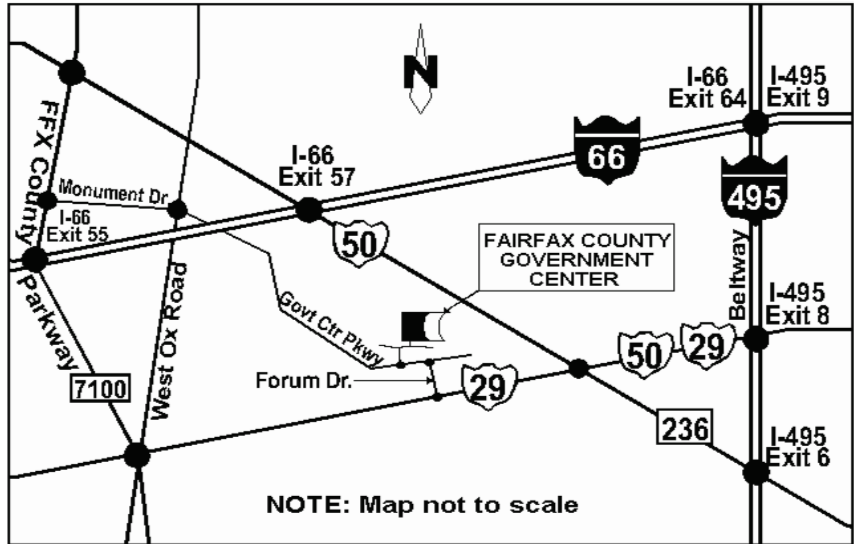 N
I-66
Exit 64
I-495
Exit 9
66
I-66
Exit 57
FFX County
Parkway
Monument Dr
I-66
Exit 55
495
50
FAIRFAX COUNTY
GOVERNMENT
CENTER
West Ox Road
Govt Ctr Pkwy
Beltway
I-495
Exit 8
50
29
7100
Forum Dr.
29
236
I-495
Exit 6
NOTE: Map not to scale